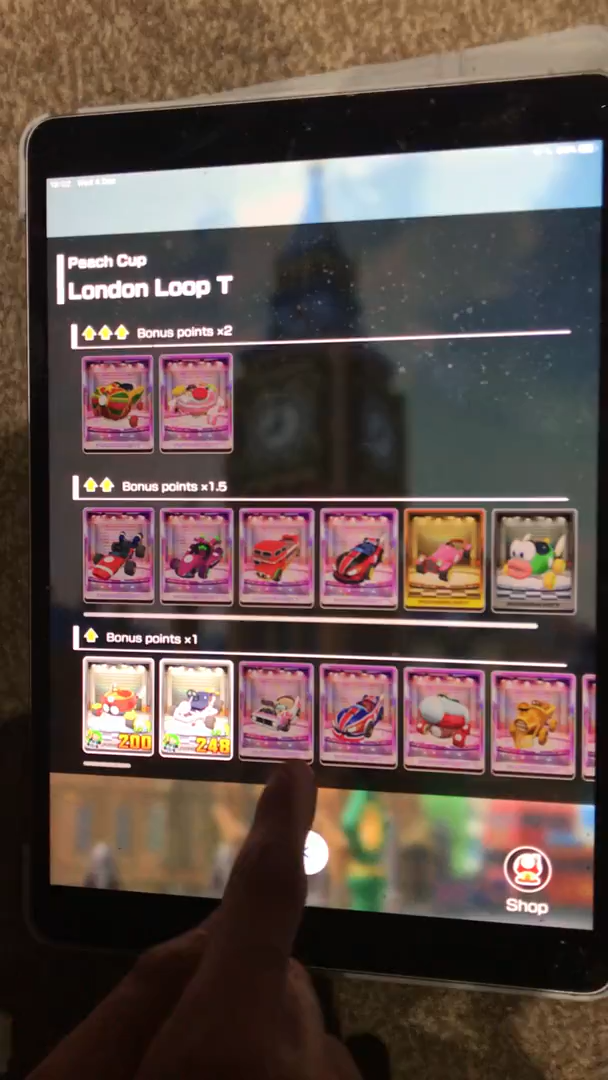 Peach Cup
London Loop T
Bonus points ×2
Bonus points ×1.5
Bonus points ×1
200
248
Shop